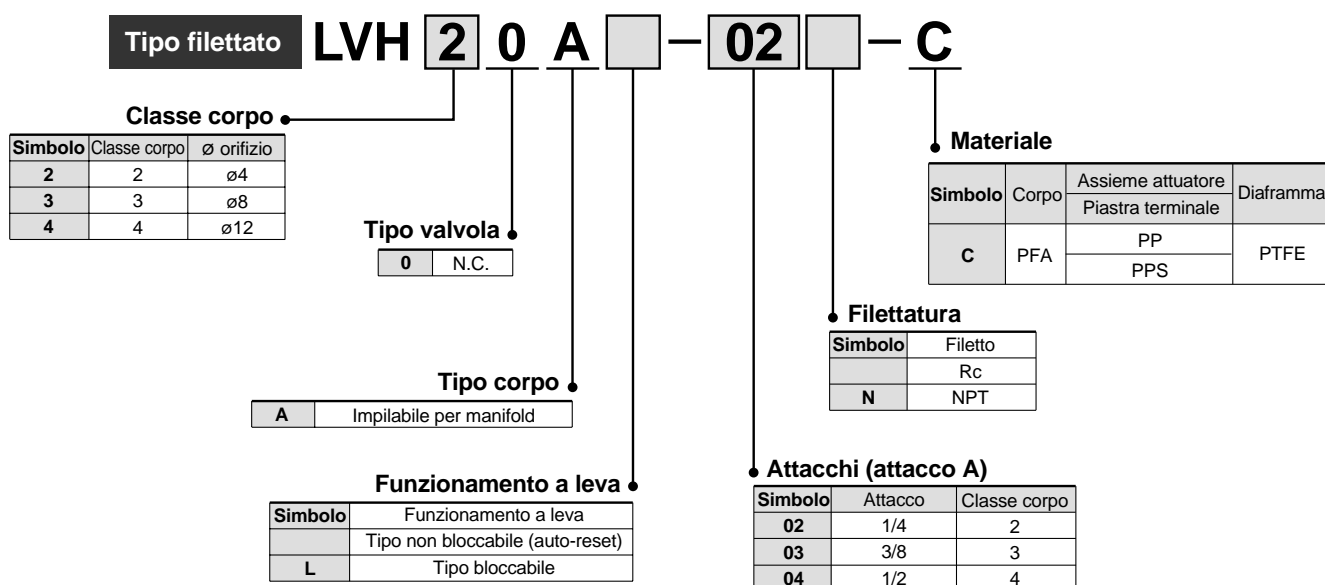 Tipo filettato LVH 2 0 A — 02 — C
Classe corpo
Simbolo Classe corpo ø orifizio
2 2 ø4
3 3 ø8
4 4 ø12
Tipo valvola
0 N.C.
Tipo corpo
A Impilabile per manifold
Funzionamento a leva
Simbolo Funzionamento a leva
Tipo non bloccabile (auto-reset)
L Tipo bloccabile
Materiale
Simbolo Corpo Assieme attuatore Diaframma
Piastra terminale
C PFA PP PTFE
PPS
Filettatura
Simbolo Filetto
Rc
N NPT
Attacchi (attacco A)
Simbolo Attacco Classe corpo
02 1/4 2
03 3/8 3
04 1/2 4